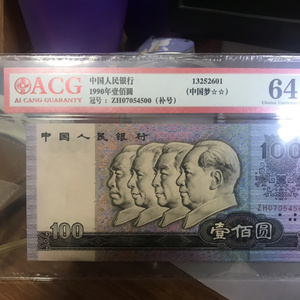 ACG
AI CANG GUARANTY
中国人民银行
1990年壹佰圆
冠号：ZH07054500（补号）
13252601
（中国梦☆☆）
64
中国人民银行
100
100
壹佰圆